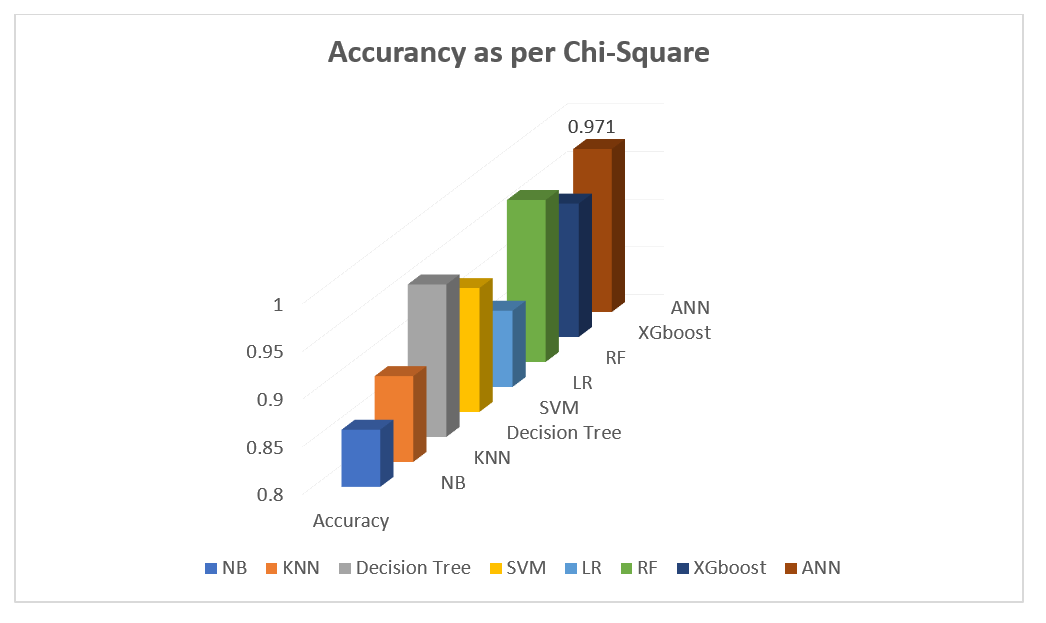 Accurancy as per Chi-Square
0.971
1
0.95
0.9
0.85
0.8
ANN
XGboost
RF
LR
SVM
Decision Tree
KNN
NB
Accuracy
NB KNN Decision Tree SVM LR RF XGboost ANN